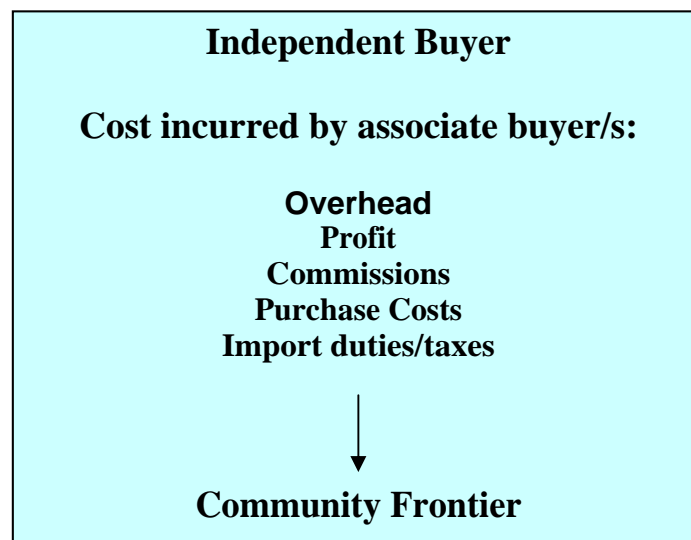 Independent Buyer
Cost incurred by associate buyer/s:
Overhead
Profit
Commissions
Purchase Costs
Import duties/taxes
Community Frontier